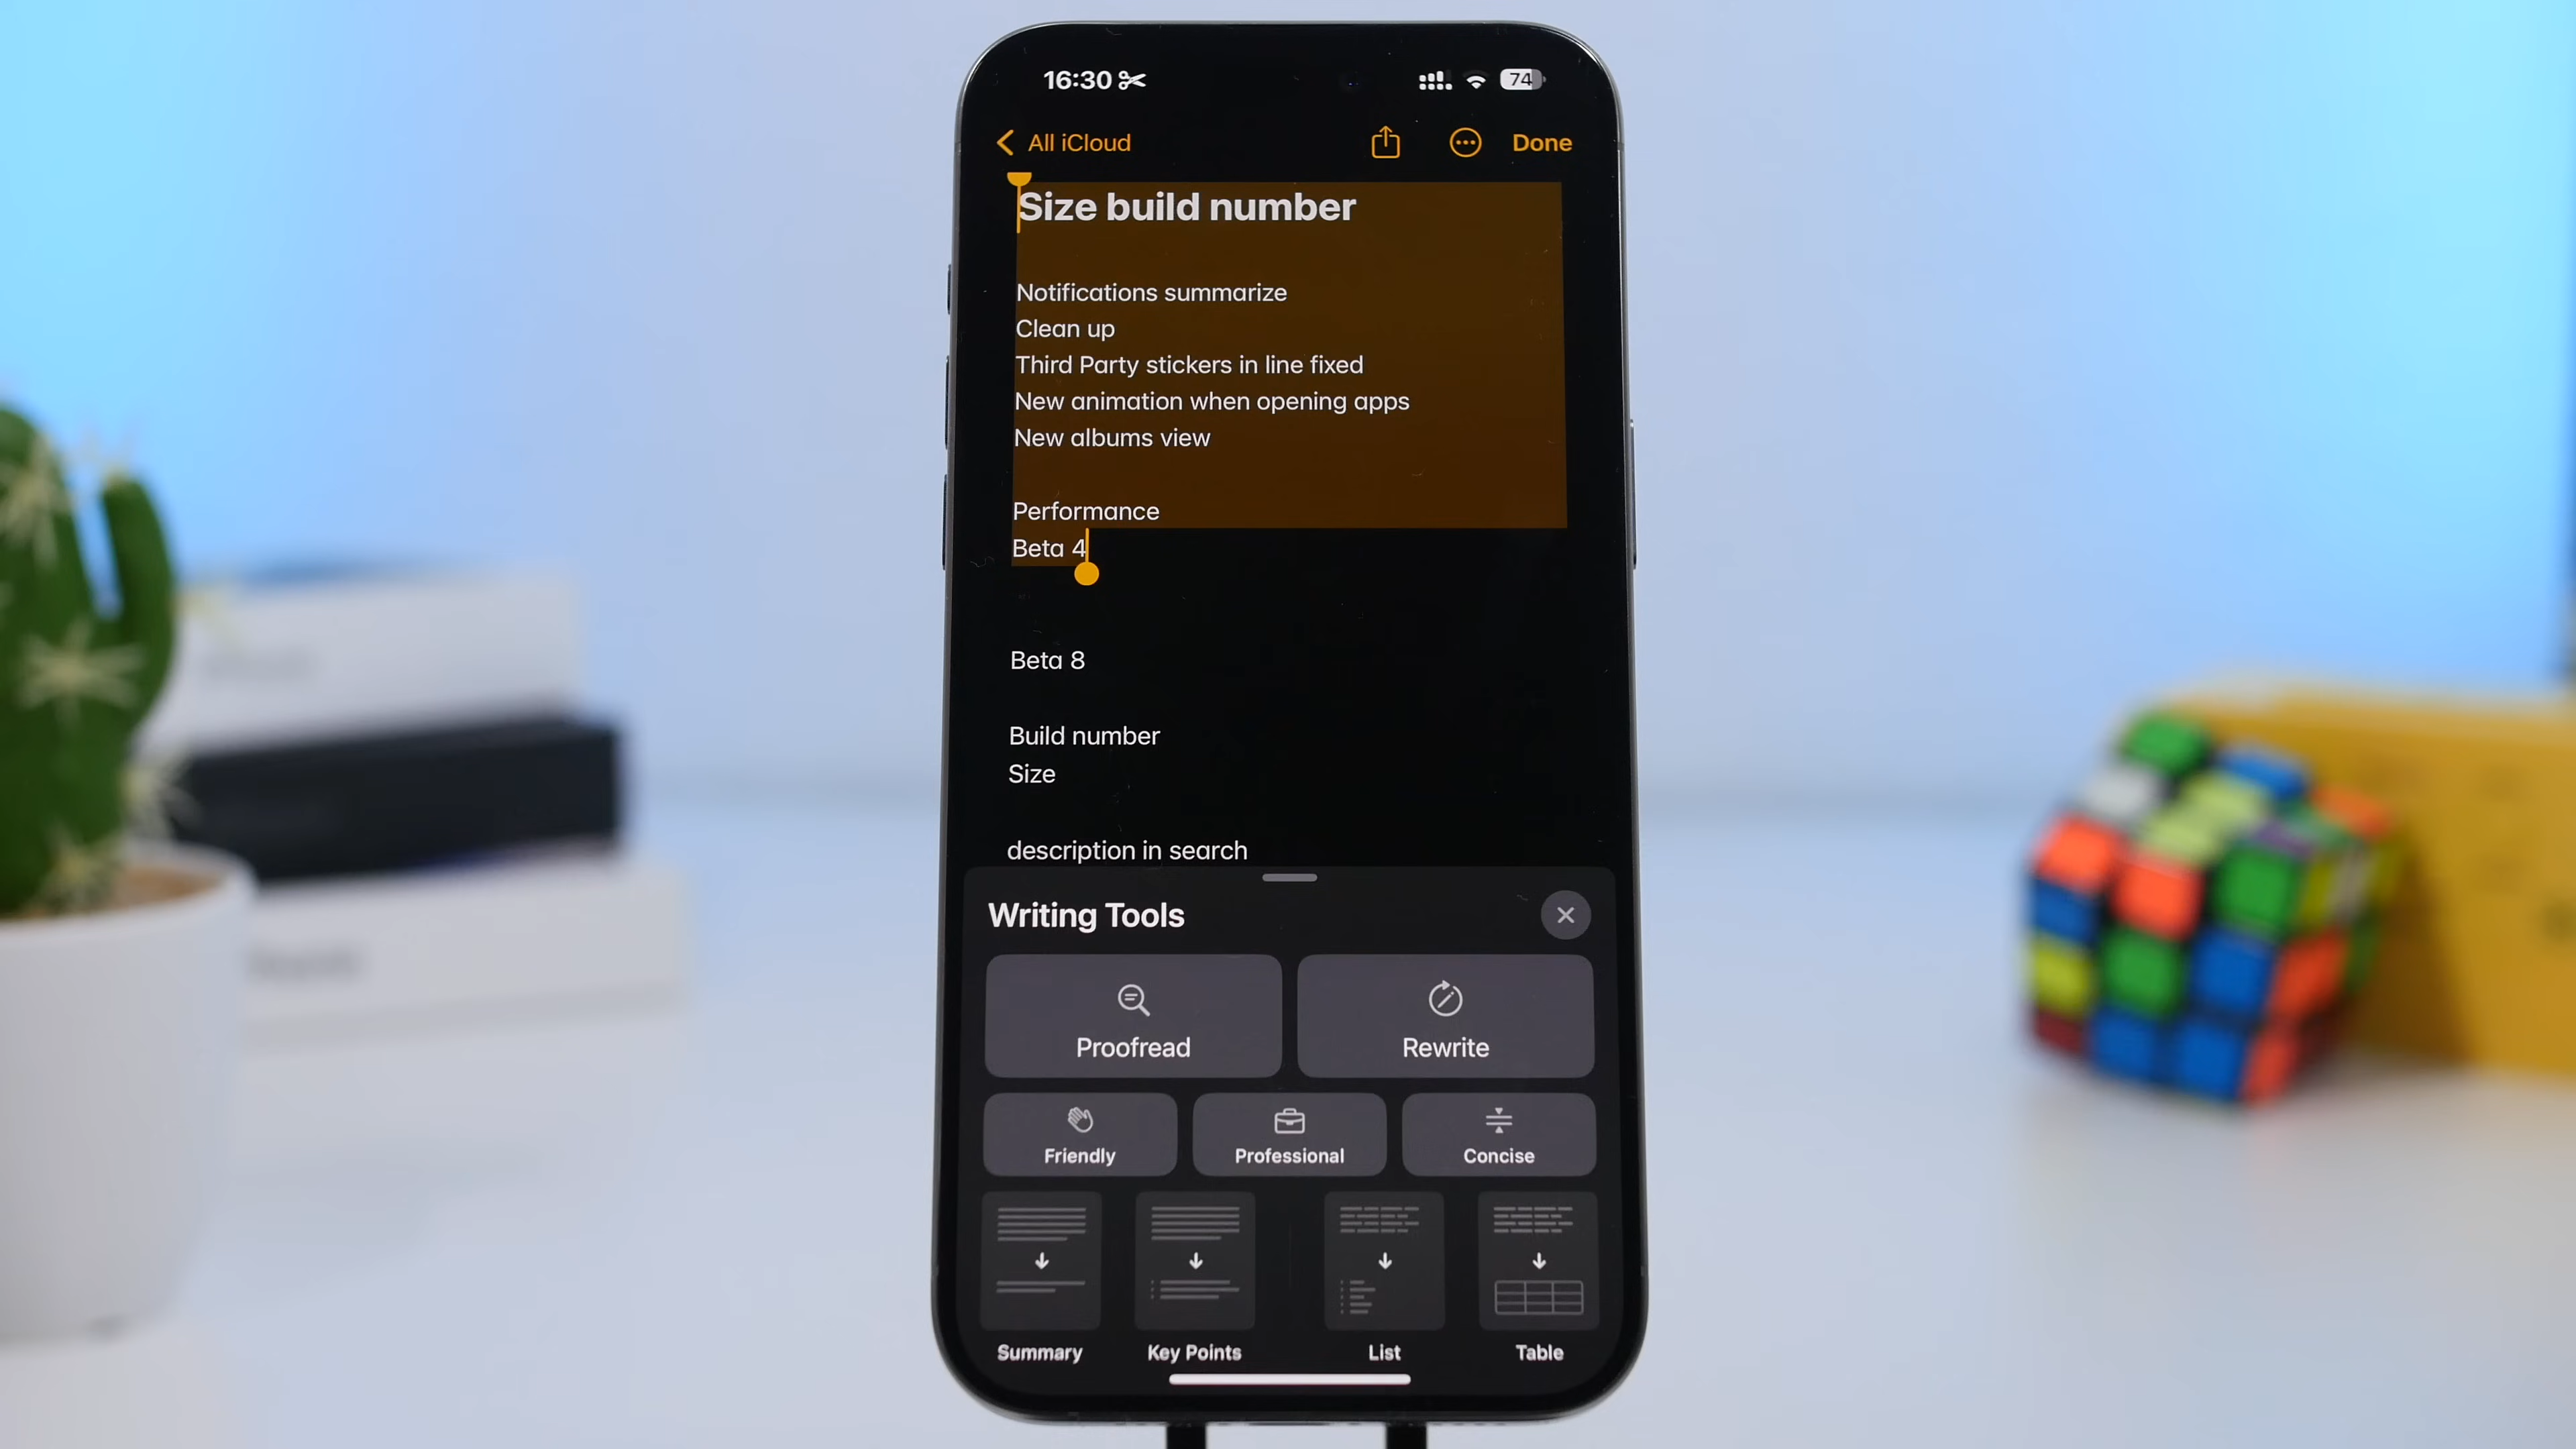 16:30
74
All iCloud
Done
Size build number
Notifications summarize
Clean up
Third Party stickers in line fixed
New animation when opening apps
New albums view
Performance
Beta 4
Beta 8
Build number
Size
description in search
Writing Tools
Proofread
Rewrite
Friendly
Professional
Concise
Summary
Key Points
List
Table